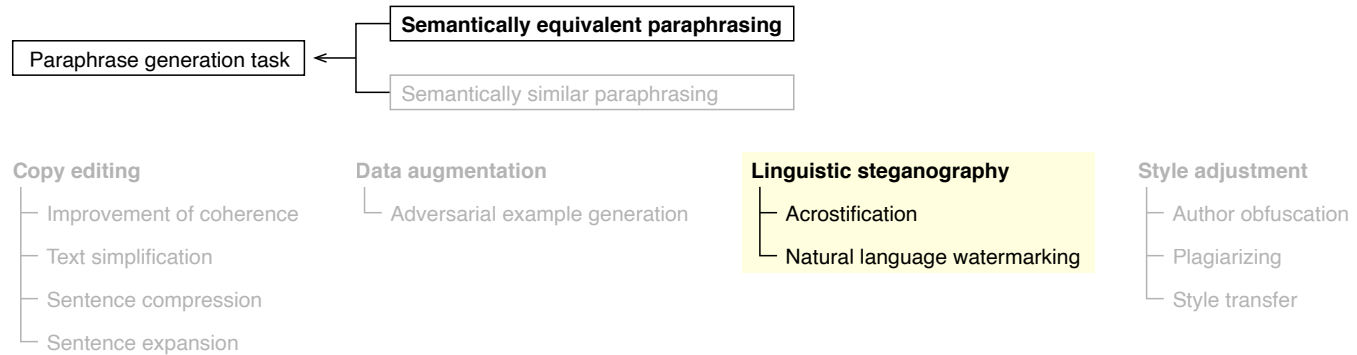 Semantically equivalent paraphrasing
Paraphrase generation task
Semantically similar paraphrasing
Copy editing
Improvement of coherence
Text simplification
Sentence compression
Sentence expansion
Data augmentation
Adversarial example generation
Linguistic steganography
Acrostification
Natural language watermarking
Style adjustment
Author obfuscation
Plagiarizing
Style transfer